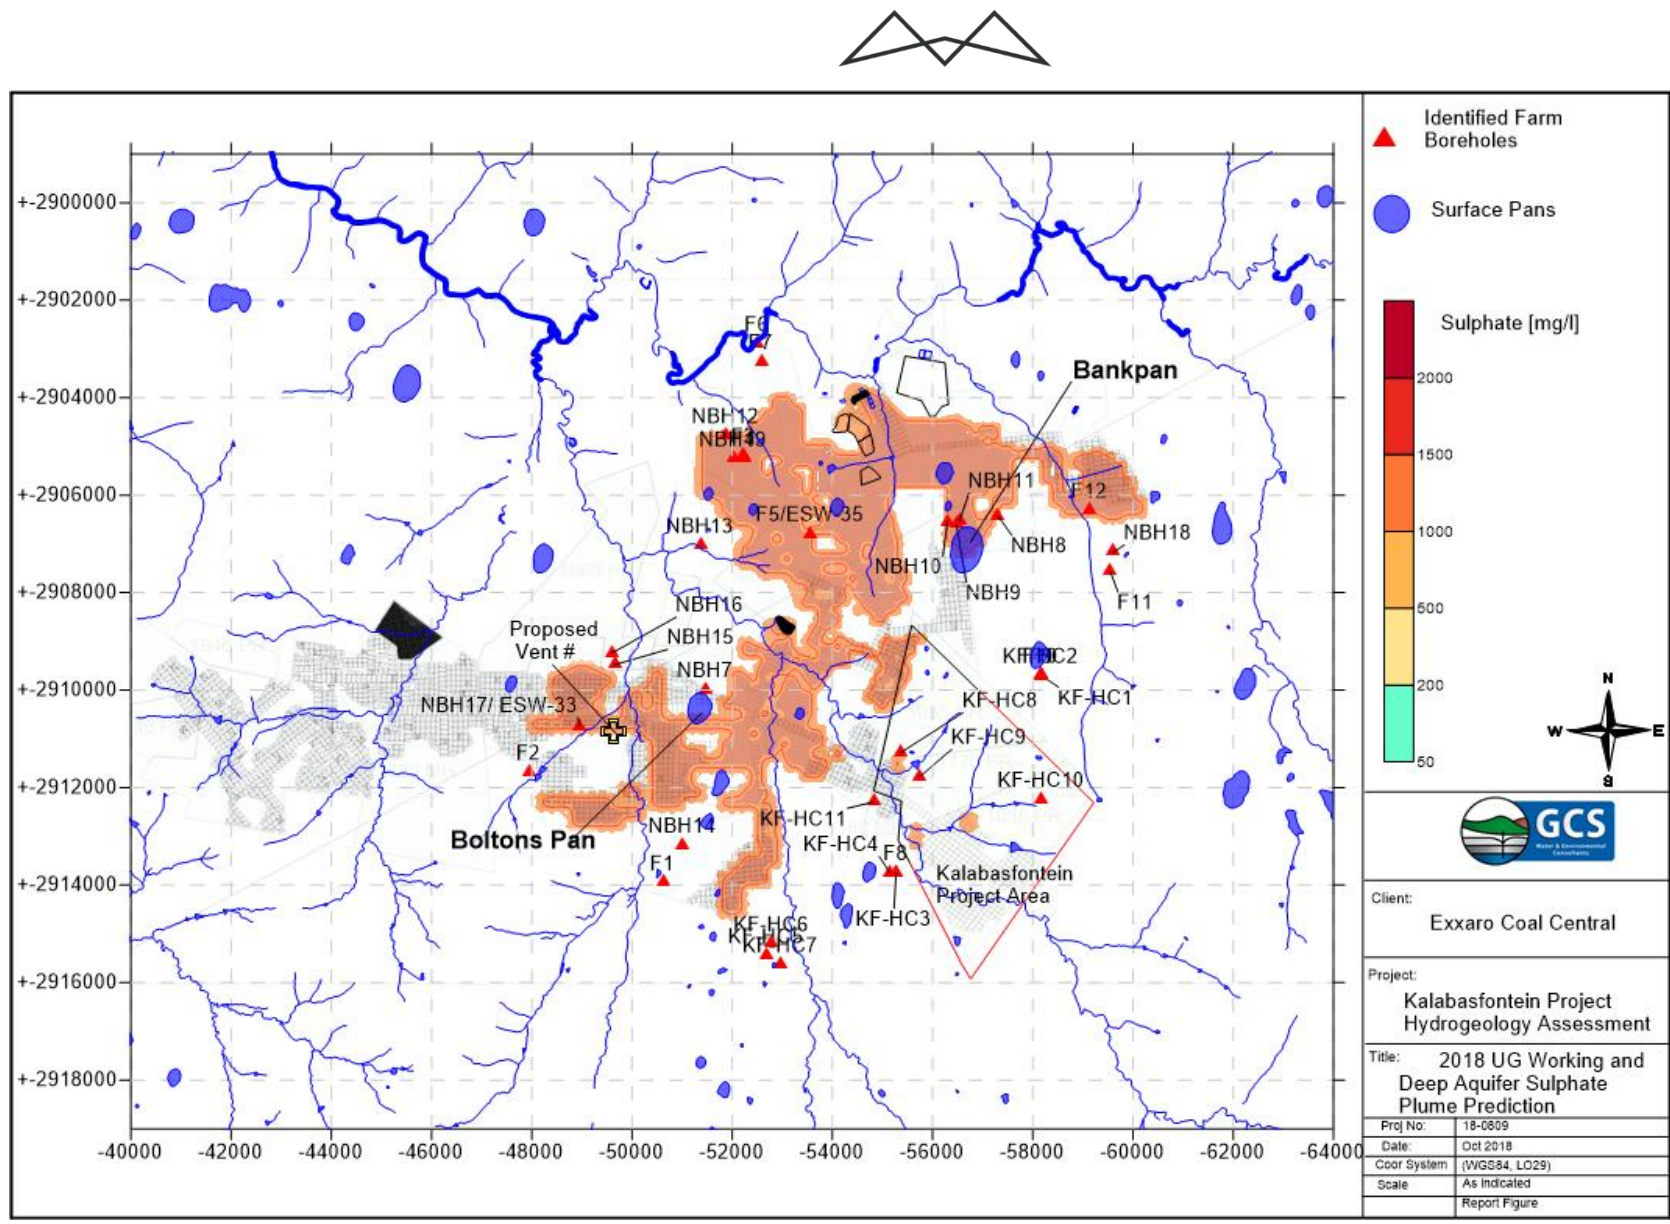 Identified Farm
Boreholes
Surface Pans
Sulphate [mg/l]
2000
1500
1000
500
200
50
N
W
E
S
GCS
Water & Environmental
Consultants
Client:
Exxaro Coal Central
Project:
Kalabasfontein Project
Hydrogeology Assessment
Title:
2018 UG Working and
Deep Aquifer Sulphate
Plume Prediction
Proj No:
18-0809
Date:
Oct 2018
Coor System
(WGS84, LO29)
Scale
As Indicated
Report Figure
+-2900000
+-2902000
+-2904000
+-2906000
+-2908000
+-2910000
+-2912000
+-2914000
+-2916000
+-2918000
-40000
-42000
-44000
-46000
-48000
-50000
-52000
-54000
-56000
-58000
-60000
-62000
-64000
F6
F7
Bankpan
NBH12
NBH11
F12
F5/ESW-35
NBH13
NBH18
NBH8
NBH10
NBH9
F11
NBH16
Proposed
Vent #
NBH15
NBH7
KF-HC1
KF-HC8
NBH17/ ESW-33
KF-HC9
F2
KF-HC10
KF-HC11
NBH14
Boltons Pan
KF-HC4
F8
F1
Kalabasfontein
Project Area
KF-HC3
KF-HC6
KF-HC7